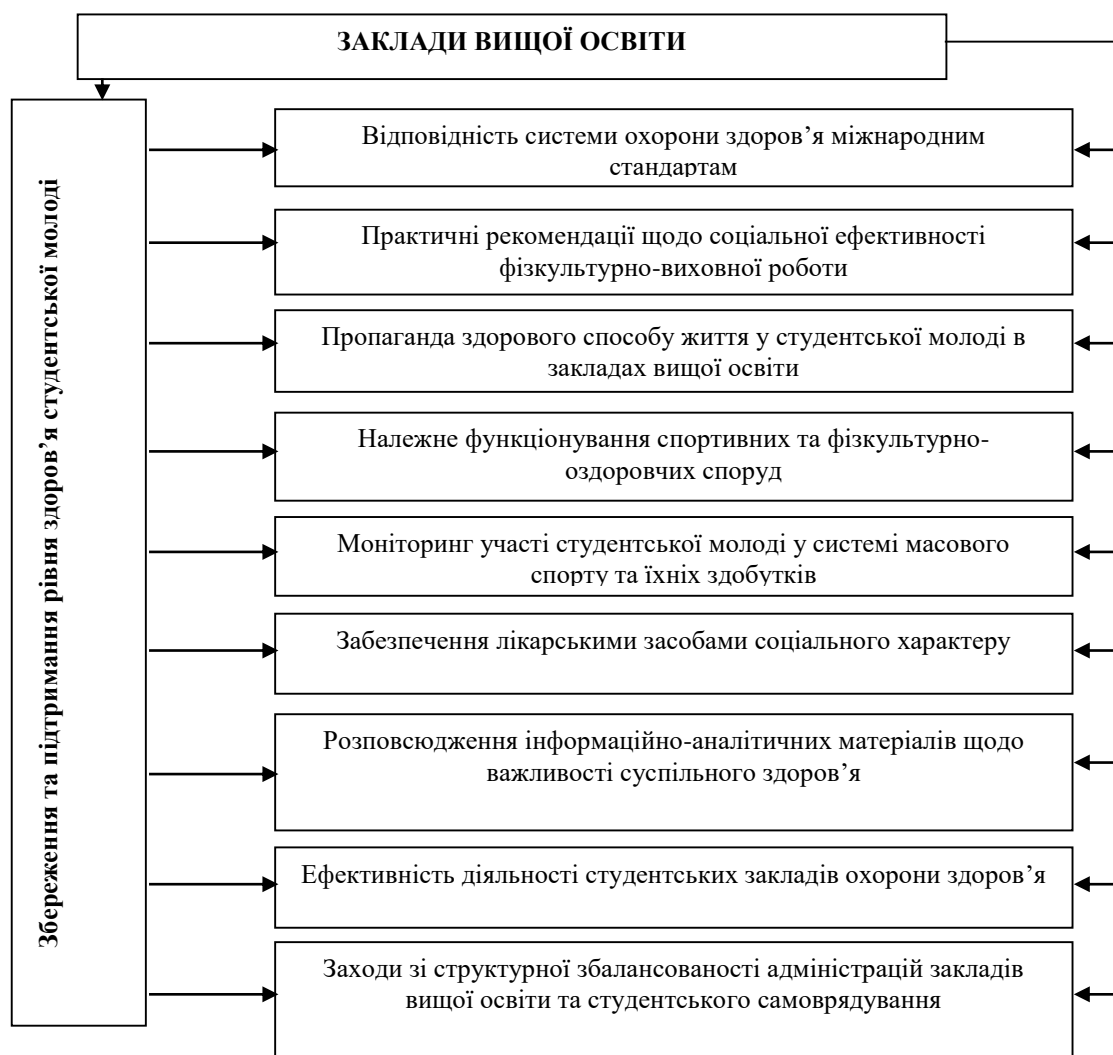 ЗАКЛАДИ ВИЩОЇ ОСВІТИ
Збереження та підтримання рівня здоров’я студентської молоді
Відповідність системи охорони здоров’я міжнародним
стандартам
Практичні рекомендації щодо соціальної ефективності
фізкультурно-виховної роботи
Пропаганда здорового способу життя у студентської молоді в
закладах вищої освіти
Належне функціонування спортивних та фізкультурно-
оздоровчих споруд
Моніторинг участі студентської молоді у системі масового
спорту та їхніх здобутків
Забезпечення лікарськими засобами соціального характеру
Розповсюдження інформаційно-аналітичних матеріалів щодо
важливості суспільного здоров’я
Ефективність діяльності студентських закладів охорони здоров’я
Заходи зі структурної збалансованості адміністрацій закладів
вищої освіти та студентського самоврядування